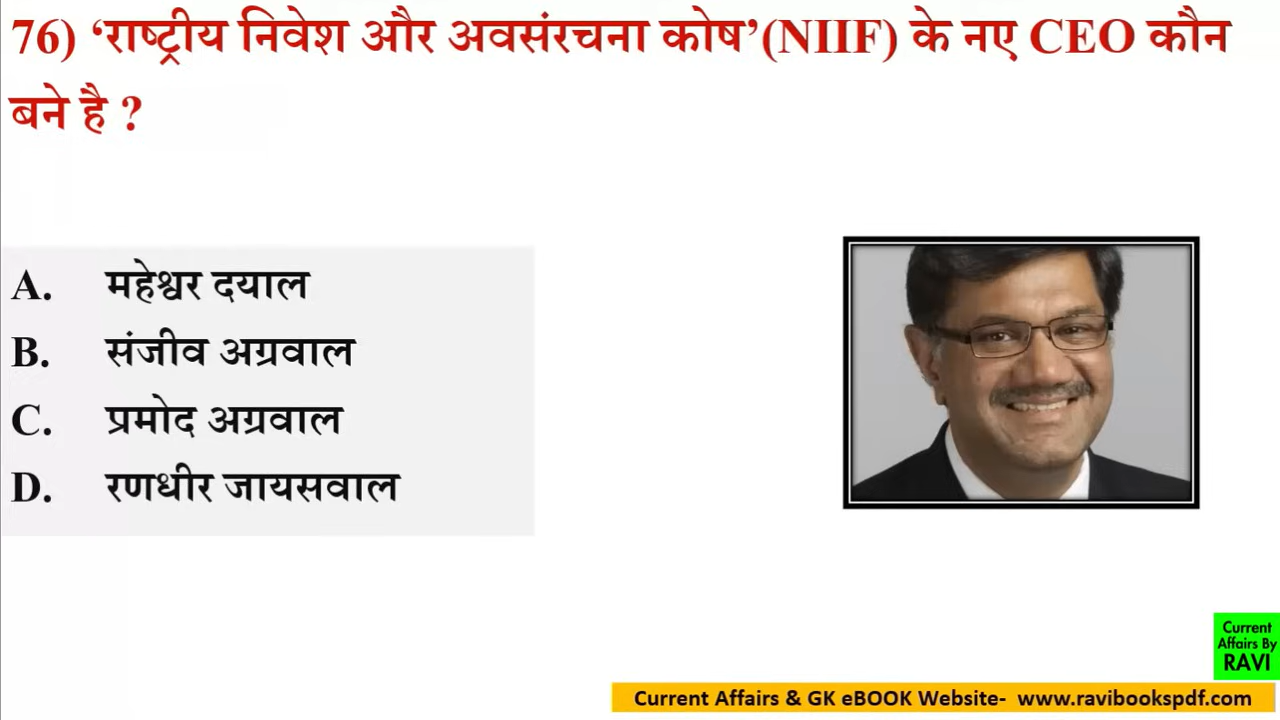 76) ‘राष्ट्रीय निवेश और अवसंरचना कोष’(NIIF) के नए CEO कौन
बने है ?
A. महेश्वर दयाल
B. संजीव अग्रवाल
C. प्रमोद अग्रवाल
D. रणधीर जायसवाल
Current
Affairs By
RAVI
Current Affairs & GK eBOOK Website- www.ravibookspdf.com